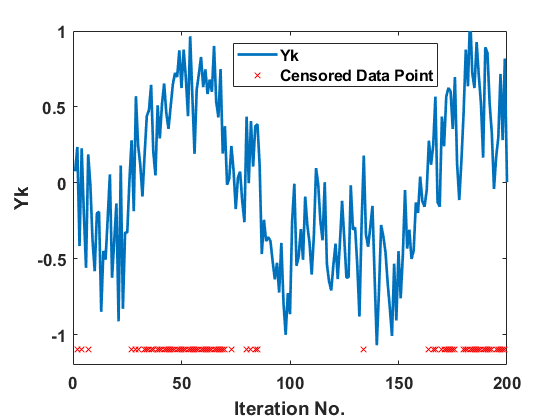 1
0.5
0
-0.5
-1
Yk
Yk
Censored Data Point
0 50 100 150 200
Iteration No.